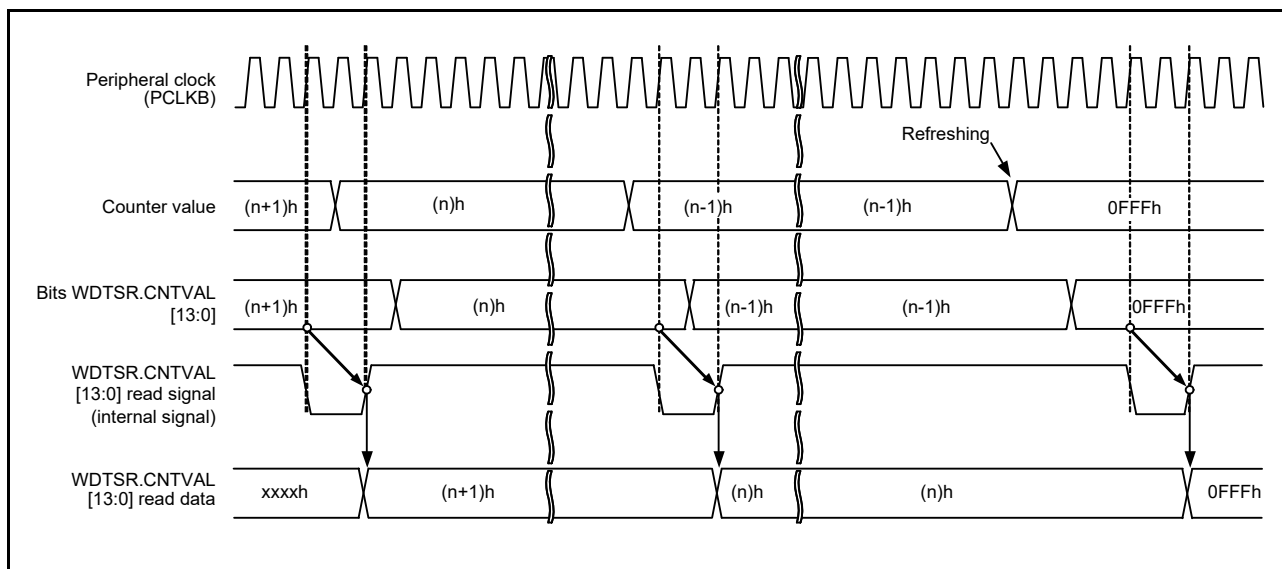 Peripheral clock
(PCLKB)
Refreshing
Counter value
(n+1)h
(n)h
(n-1)h
(n-1)h
0FFFh
Bits WDTSR.CNTVAL
[13:0]
(n+1)h
(n)h
(n-1)h
(n-1)h
0FFFh
WDTSR.CNTVAL
[13:0] read signal
(internal signal)
WDTSR.CNTVAL
[13:0] read data
xxxxh
(n+1)h
(n)h
(n)h
0FFFh